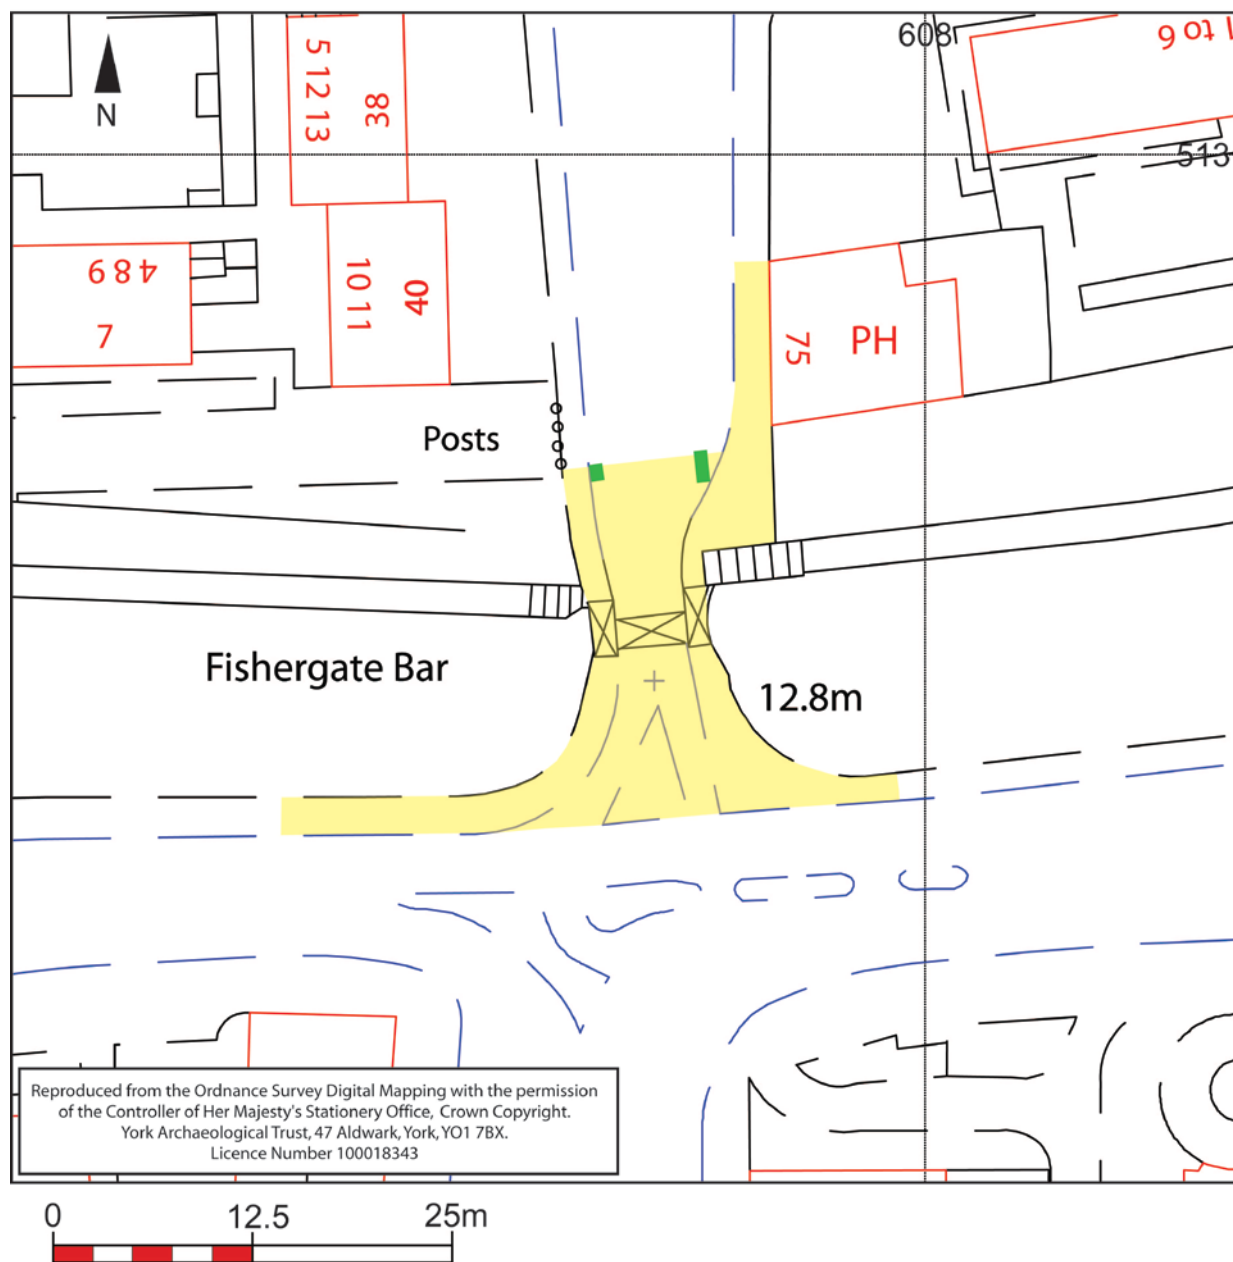 608
1 to 6
N
5 12 13
38
513
4 8 9
7
10 11
40
75
PH
Posts
Fishergate Bar
12.8m
Reproduced from the Ordnance Survey Digital Mapping with the permission
of the Controller of Her Majesty's Stationery Office, Crown Copyright.
York Archaeological Trust, 47 Aldwark, York, YO1 7BX.
Licence Number 100018343
0 12.5 25m